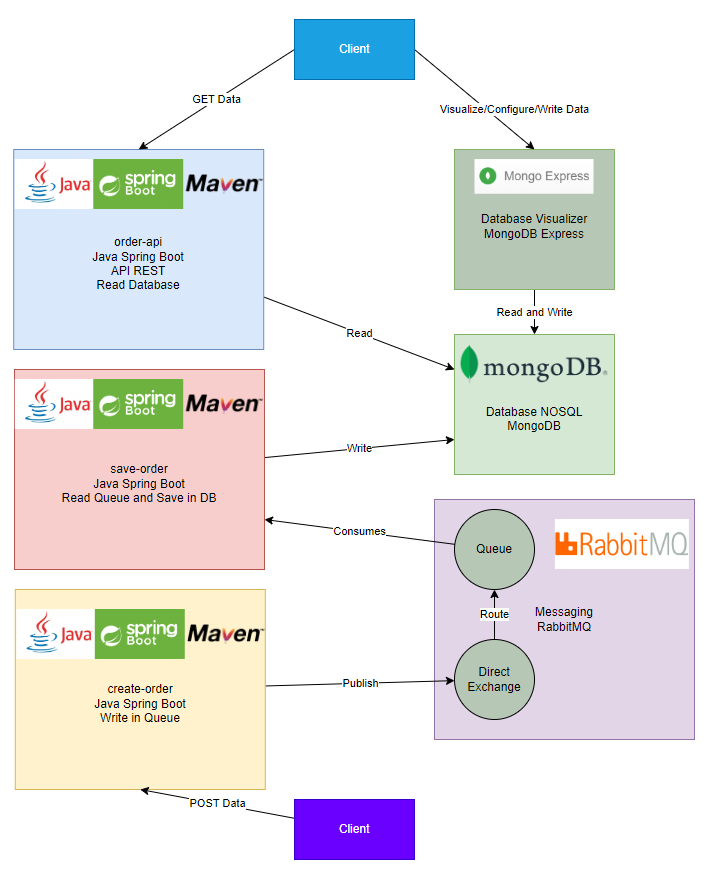 Client
GET Data
Visualize/Configure/Write Data
Java
spring
Boot
Maven™
order-api
Java Spring Boot
API REST
Read Database
Mongo Express
Database Visualizer
MongoDB Express
Read and Write
Read
mongoDB®
Database NOSQL
MongoDB
Java
spring
Boot
Maven™
save-order
Java Spring Boot
Read Queue and Save in DB
Write
Consumes
Queue
RabbitMQ
Route
Messaging
RabbitMQ
Direct
Exchange
Java
spring
Boot
Maven™
create-order
Java Spring Boot
Write in Queue
Publish
POST Data
Client